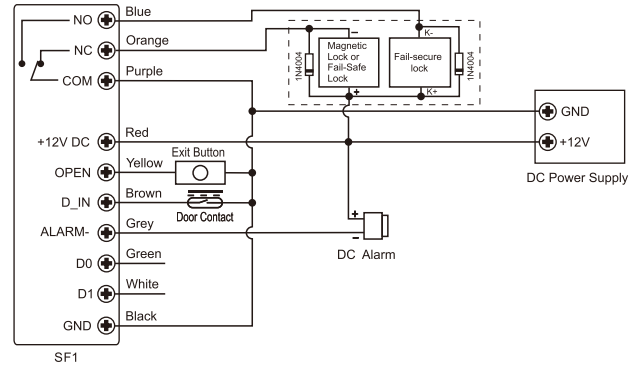 NO Blue
NC Orange
COM Purple
K-
Magnetic
Lock or
Fail-Safe
Lock
Fail-secure
lock
1N4004
1N4004
K+
GND
+12V
DC Power Supply
+12V DC Red
OPEN Yellow Exit Button
D_IN Brown
Door Contact
ALARM- Grey
DC Alarm
D0 Green
D1 White
GND Black
SF1